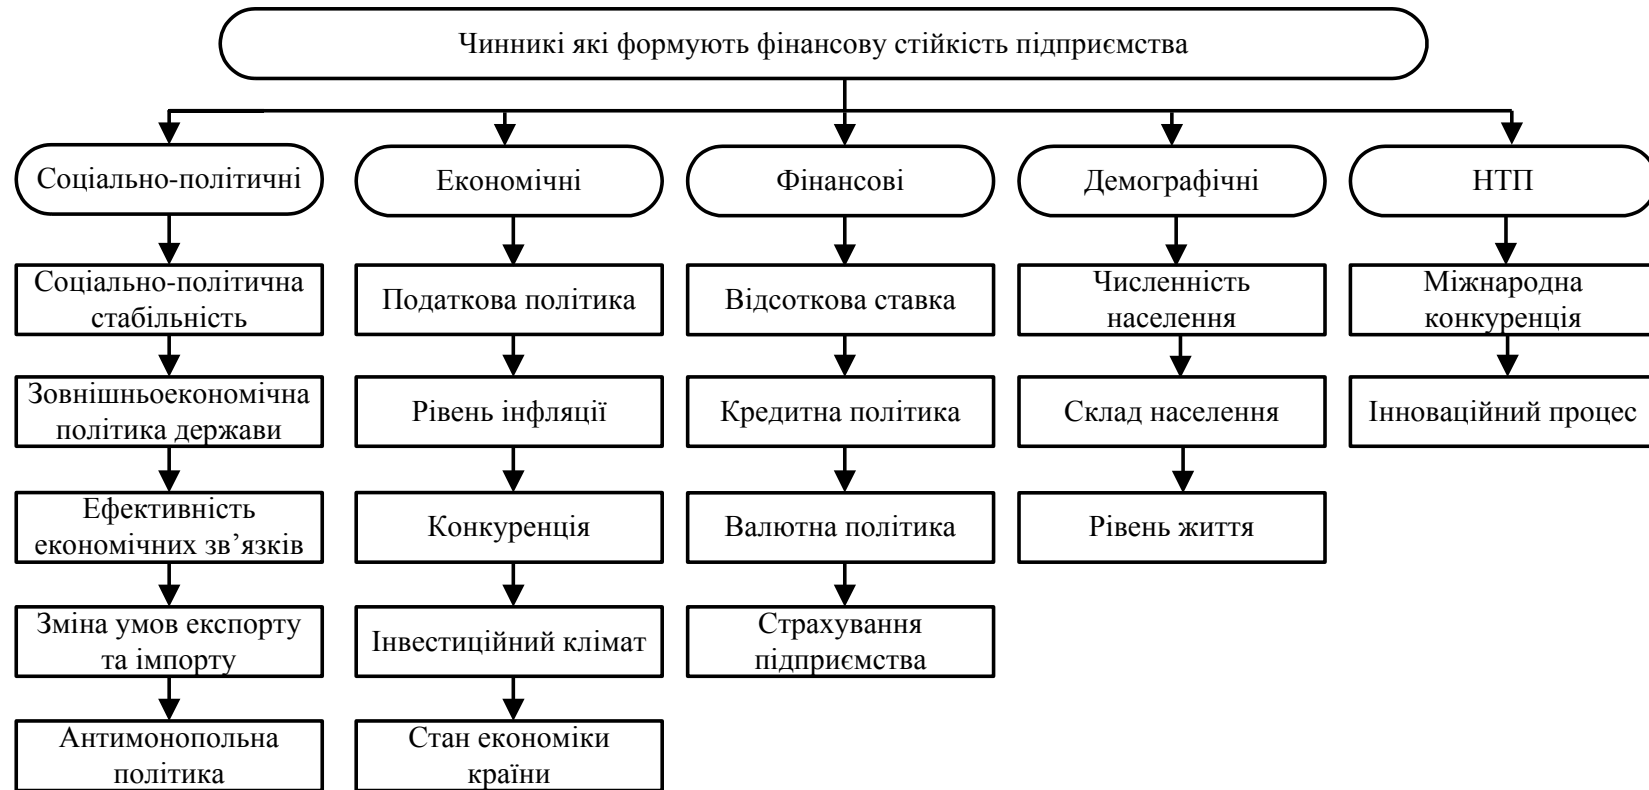 Чинникі які формують фінансову стійкість підприємства
Соціально-політичні
Економічні
Фінансові
Демографічні
НТП
Соціально-політична
стабільність
Податкова політика
Відсоткова ставка
Численність
населення
Міжнародна
конкуренція
Зовнішньоекономічна
політика держави
Рівень інфляції
Кредитна політика
Склад населення
Інноваційний процес
Ефективність
економічних зв’язків
Конкуренція
Валютна політика
Рівень життя
Зміна умов експорту
та імпорту
Інвестиційний клімат
Страхування
підприємства
Антимонопольна
політика
Стан економіки
країни